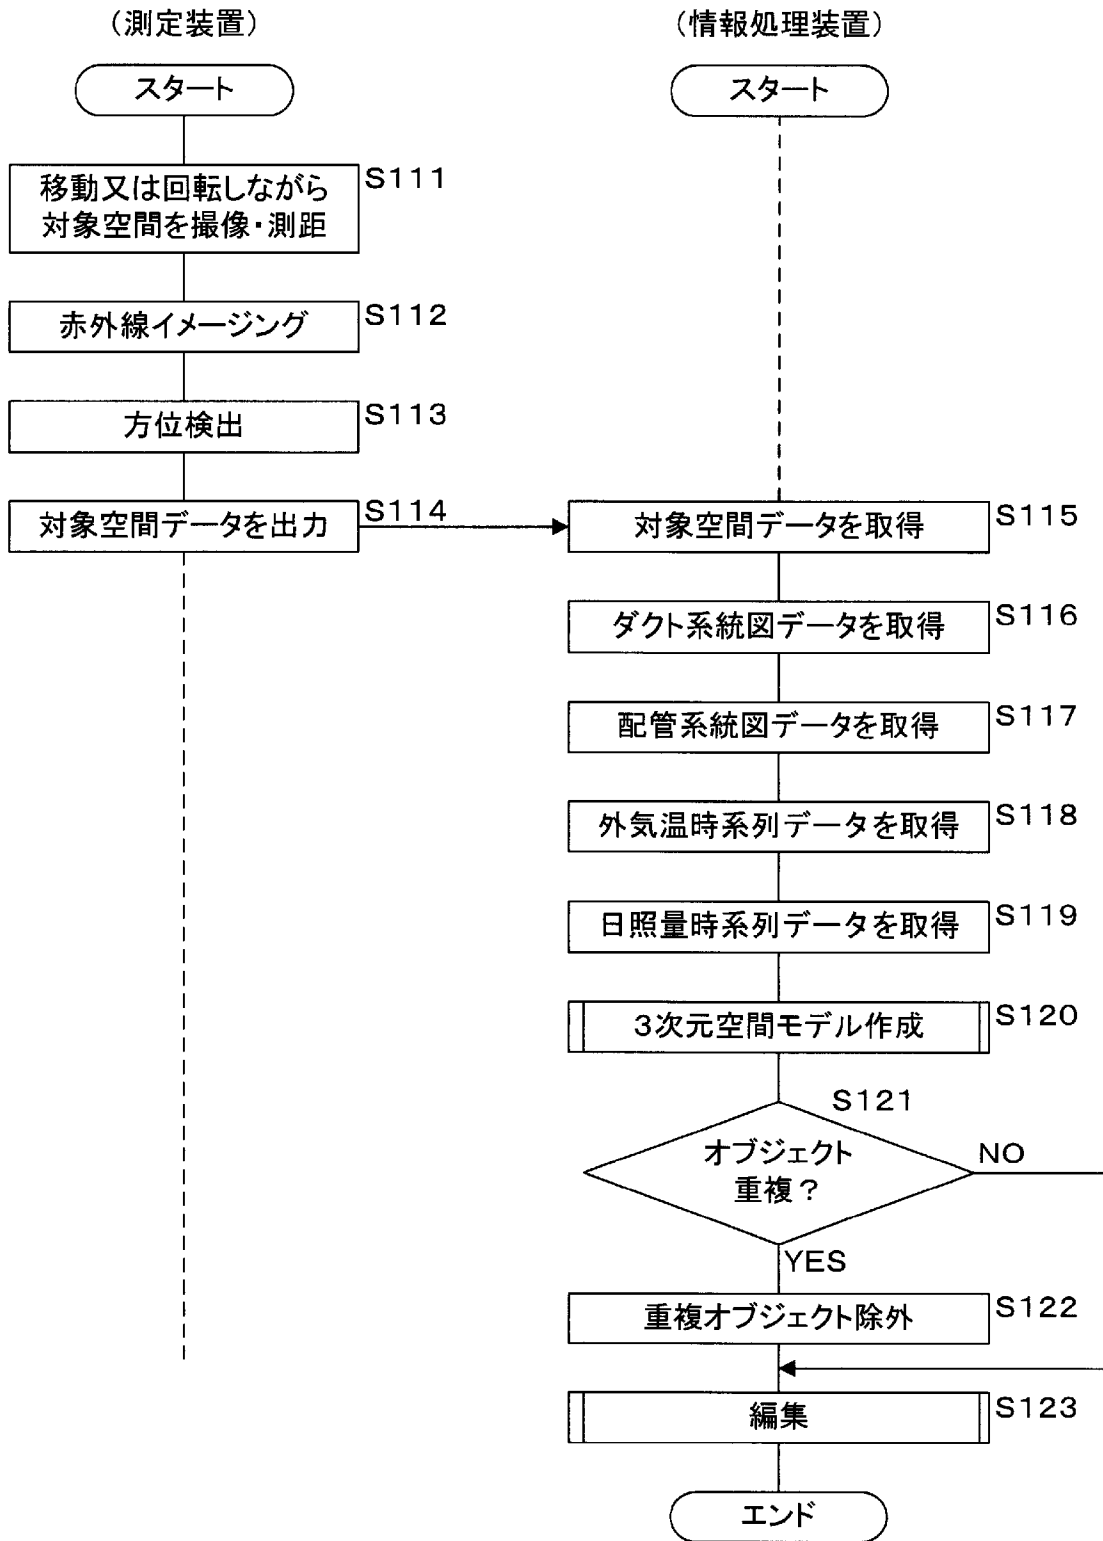 (測定装置)
スタート
移動又は回転しながら
対象空間を撮像・測距
S111
赤外線イメージング
S112
方位検出
S113
対象空間データを出力
S114
(情報処理装置)
スタート
対象空間データを取得
S115
ダクト系統図データを取得
S116
配管系統図データを取得
S117
外気温時系列データを取得
S118
日照量時系列データを取得
S119
3次元空間モデル作成
S120
S121
オブジェクト
重複?
NO
YES
重複オブジェクト除外
S122
編集
S123
エンド